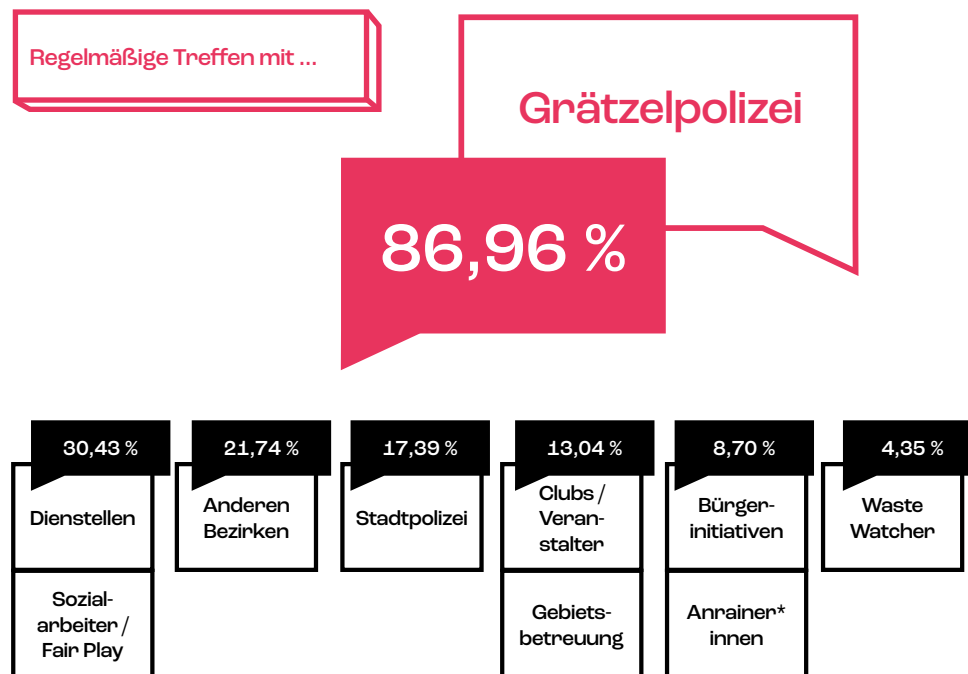 Regelmäßige Treffen mit ...
Grätzelpolizei
86,96 %
30,43 %
Dienstellen
Sozial-
arbeiter /
Fair Play
21,74 %
Anderen
Bezirken
17,39 %
Stadtpolizei
13,04 %
Clubs /
Veran-
stalter
Gebiets-
betreuung
8,70 %
Bürger-
initiativen
Anrainer*
innen
4,35 %
Waste
Watcher